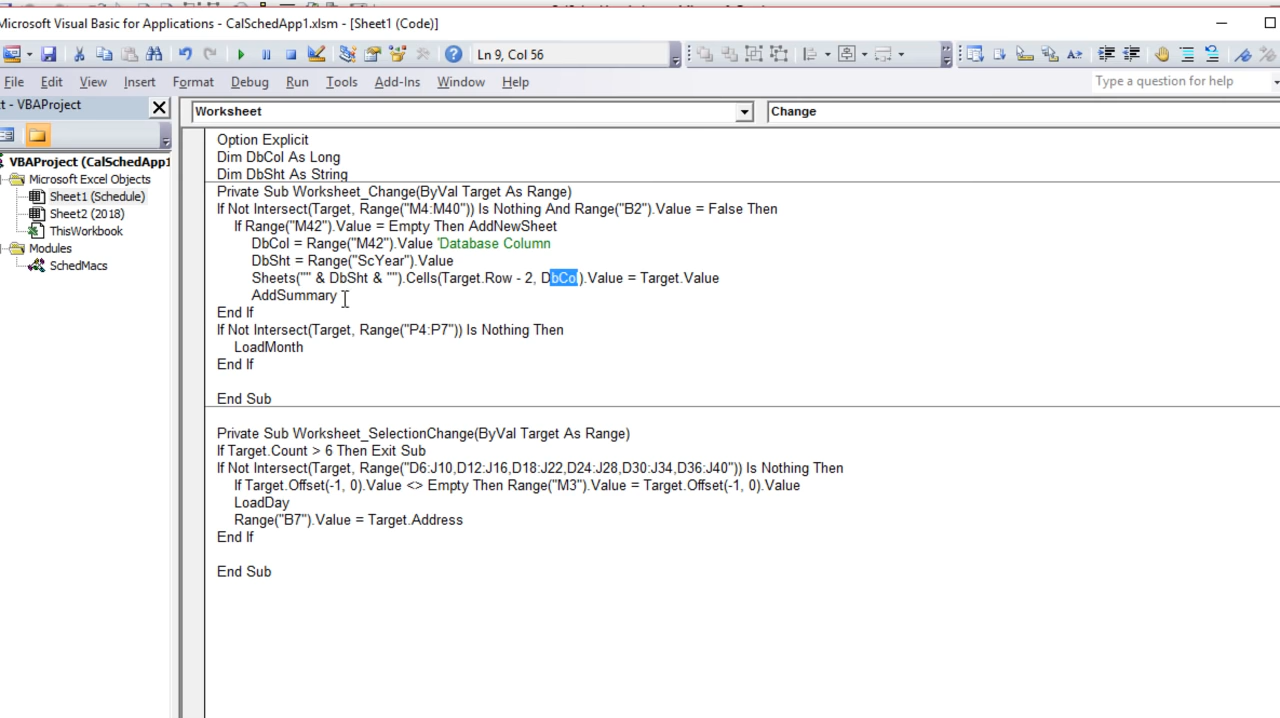 Microsoft Visual Basic for Applications - CalSchedApp1.xlsm - [Sheet1 (Code)]
Ln 9, Col 56
File Edit View Insert Format Debug Run Tools Add-Ins Window Help
Type a question for help
ct - VBAProject
Worksheet
Change
VBAProject (CalSchedApp1
Microsoft Excel Objects
Sheet1 (Schedule)
Sheet2 (2018)
ThisWorkbook
Modules
SchedMacs
Option Explicit
Dim DbCol As Long
Dim DbSht As String
Private Sub Worksheet_Change(ByVal Target As Range)
If Not Intersect(Target, Range("M4:M40")) Is Nothing And Range("B2").Value = False Then
If Range("M42").Value = Empty Then AddNewSheet
DbCol = Range("M42").Value 'Database Column
DbSht = Range("ScYear").Value
Sheets("" & DbSht & "").Cells(Target.Row - 2, DbCol).Value = Target.Value
AddSummary
End If
If Not Intersect(Target, Range("P4:P7")) Is Nothing Then
LoadMonth
End If
End Sub
Private Sub Worksheet_SelectionChange(ByVal Target As Range)
If Target.Count > 6 Then Exit Sub
If Not Intersect(Target, Range("D6:J10,D12:J16,D18:J22,D24:J28,D30:J34,D36:J40")) Is Nothing Then
If Target.Offset(-1, 0).Value <> Empty Then Range("M3").Value = Target.Offset(-1, 0).Value
LoadDay
Range("B7").Value = Target.Address
End If
End Sub